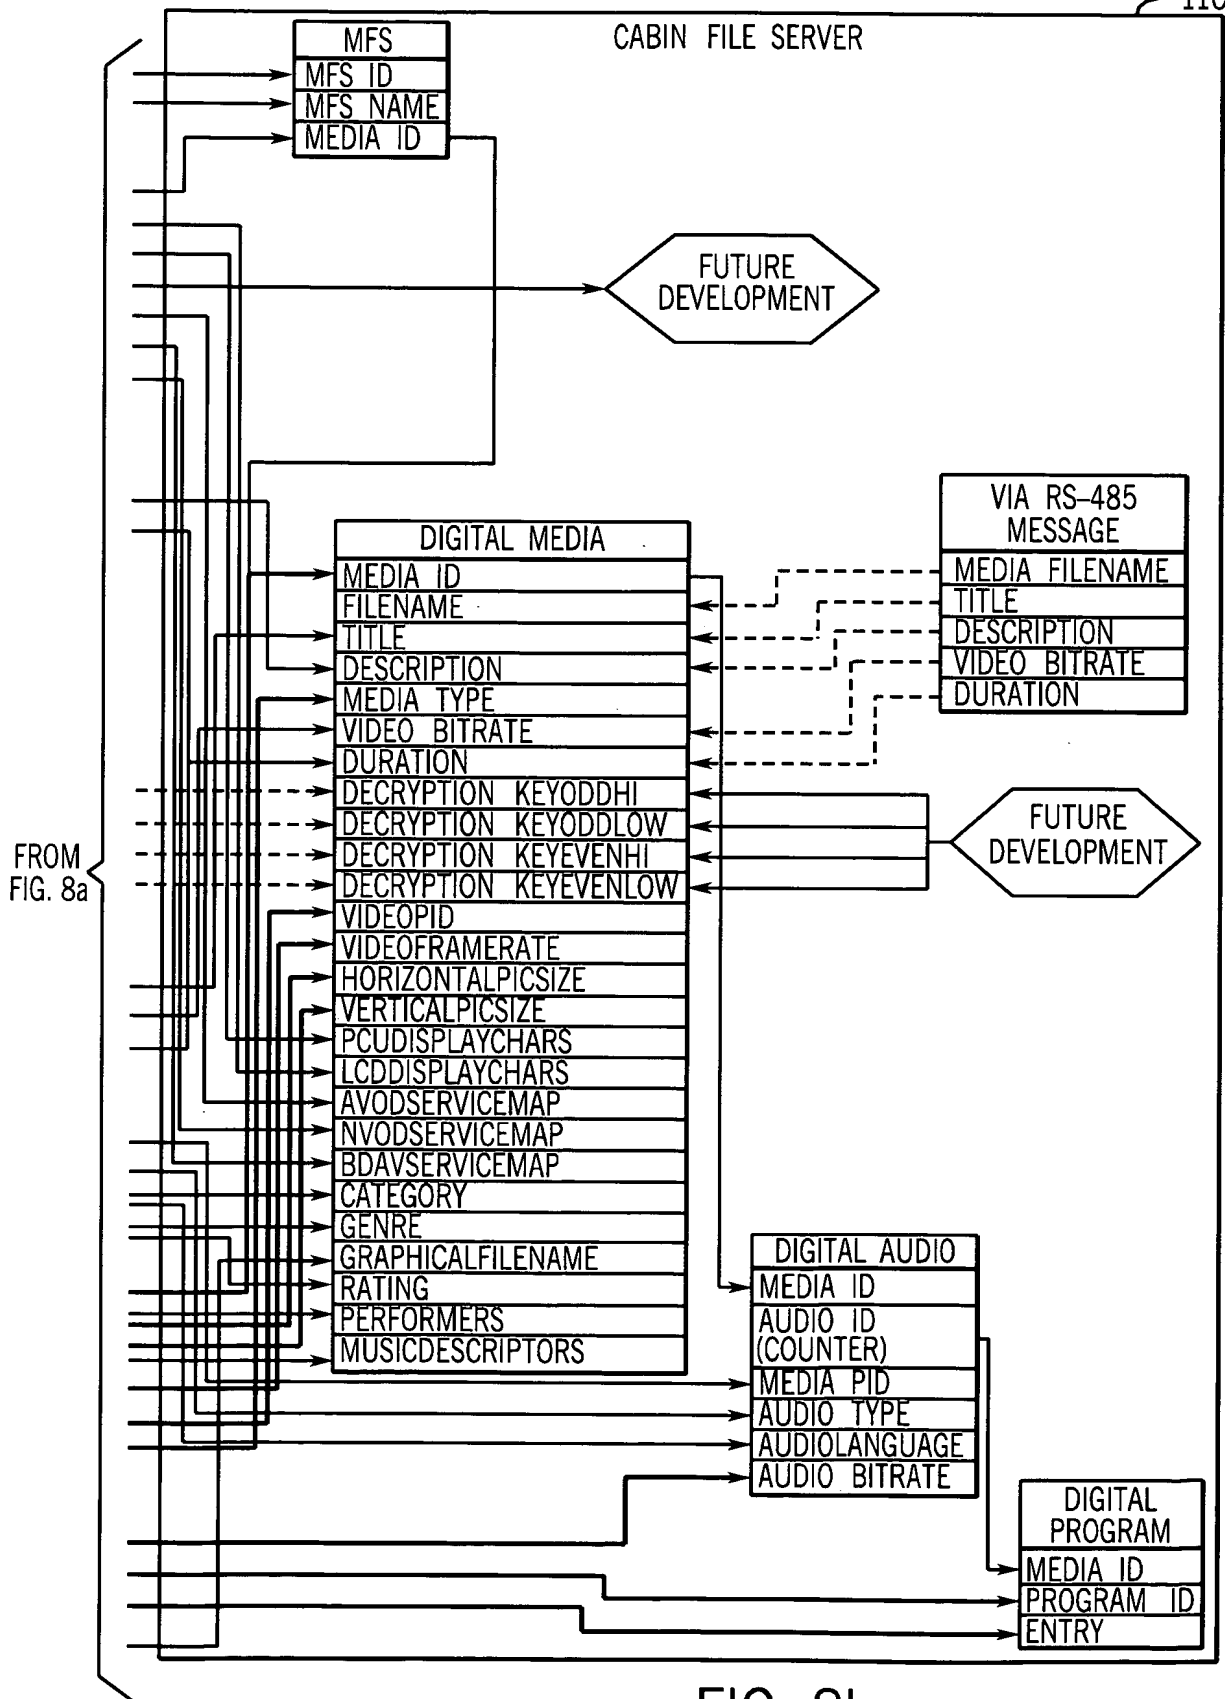 110
CABIN FILE SERVER
MFS
MFS ID
MFS NAME
MEDIA ID
FUTURE
DEVELOPMENT
VIA RS-485
MESSAGE
MEDIA FILENAME
TITLE
DESCRIPTION
VIDEO BITRATE
DURATION
DIGITAL MEDIA
MEDIA ID
FILENAME
TITLE
DESCRIPTION
MEDIA TYPE
VIDEO BITRATE
DURATION
DECRYPTION KEYODDHI
DECRYPTION KEYODDLOW
DECRYPTION KEYEVENHI
DECRYPTION KEYEVENLOW
VIDEOPID
VIDEOFRAMERATE
HORIZONTALPICSIZE
VERTICALPICSIZE
PCUDISPLAYCHARS
LCDDISPLAYCHARS
AVODSERVICEMAP
NVODSERVICEMAP
BDAVSERVICEMAP
CATEGORY
GENRE
GRAPHICALFILENAME
RATING
PERFORMERS
MUSICDESCRIPTORS
FUTURE
DEVELOPMENT
FROM
FIG. 8a
DIGITAL AUDIO
MEDIA ID
AUDIO ID
(COUNTER)
MEDIA PID
AUDIO TYPE
AUDIOLANGUAGE
AUDIO BITRATE
DIGITAL
PROGRAM
MEDIA ID
PROGRAM ID
ENTRY